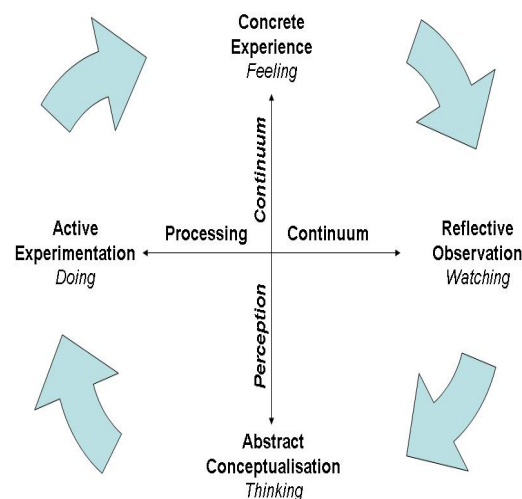 Concrete
Experience
Feeling
Continuum
Active
Experimentation
Doing
Processing
Continuum
Reflective
Observation
Watching
Perception
Abstract
Conceptualisation
Thinking